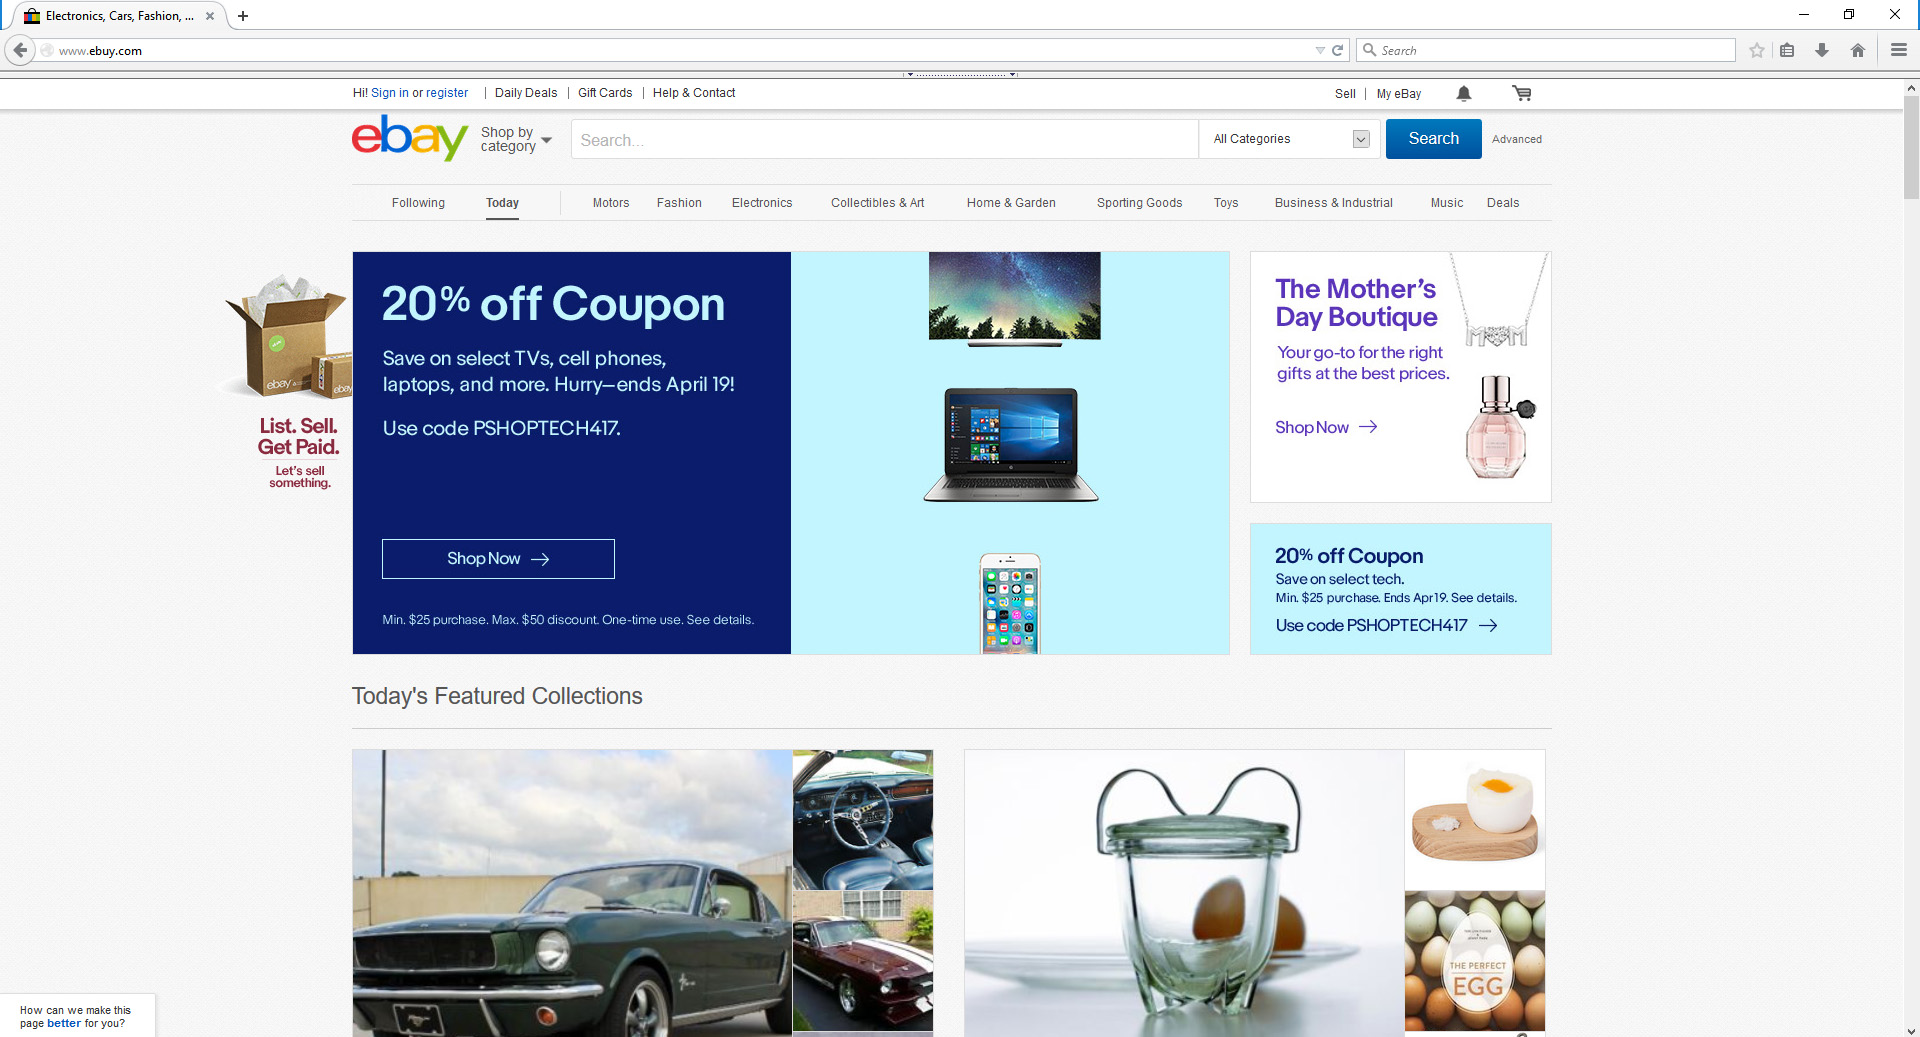 Electronics, Cars, Fashion, ...
www.ebuy.com
Search
Hi! Sign in or register
Daily Deals
Gift Cards
Help & Contact
Sell
My eBay
ebay
Shop by
category
Search...
All Categories
Search
Advanced
Following
Today
Motors
Fashion
Electronics
Collectibles & Art
Home & Garden
Sporting Goods
Toys
Business & Industrial
Music
Deals
ebay
ebay
List. Sell.
Get Paid.
Let's sell
something.
20% off Coupon
Save on select TVs, cell phones,
laptops, and more. Hurry—ends April 19!
Use code PSHOPTECH417.
Shop Now
Min. $25 purchase. Max. $50 discount. One-time use. See details.
The Mother's
Day Boutique
Your go-to for the right
gifts at the best prices.
Shop Now
MOM
20% off Coupon
Save on select tech.
Min. $25 purchase. Ends Apr 19. See details.
Use code PSHOPTECH417
Today's Featured Collections
THE PERFECT
EGG
How can we make this
page better for you?